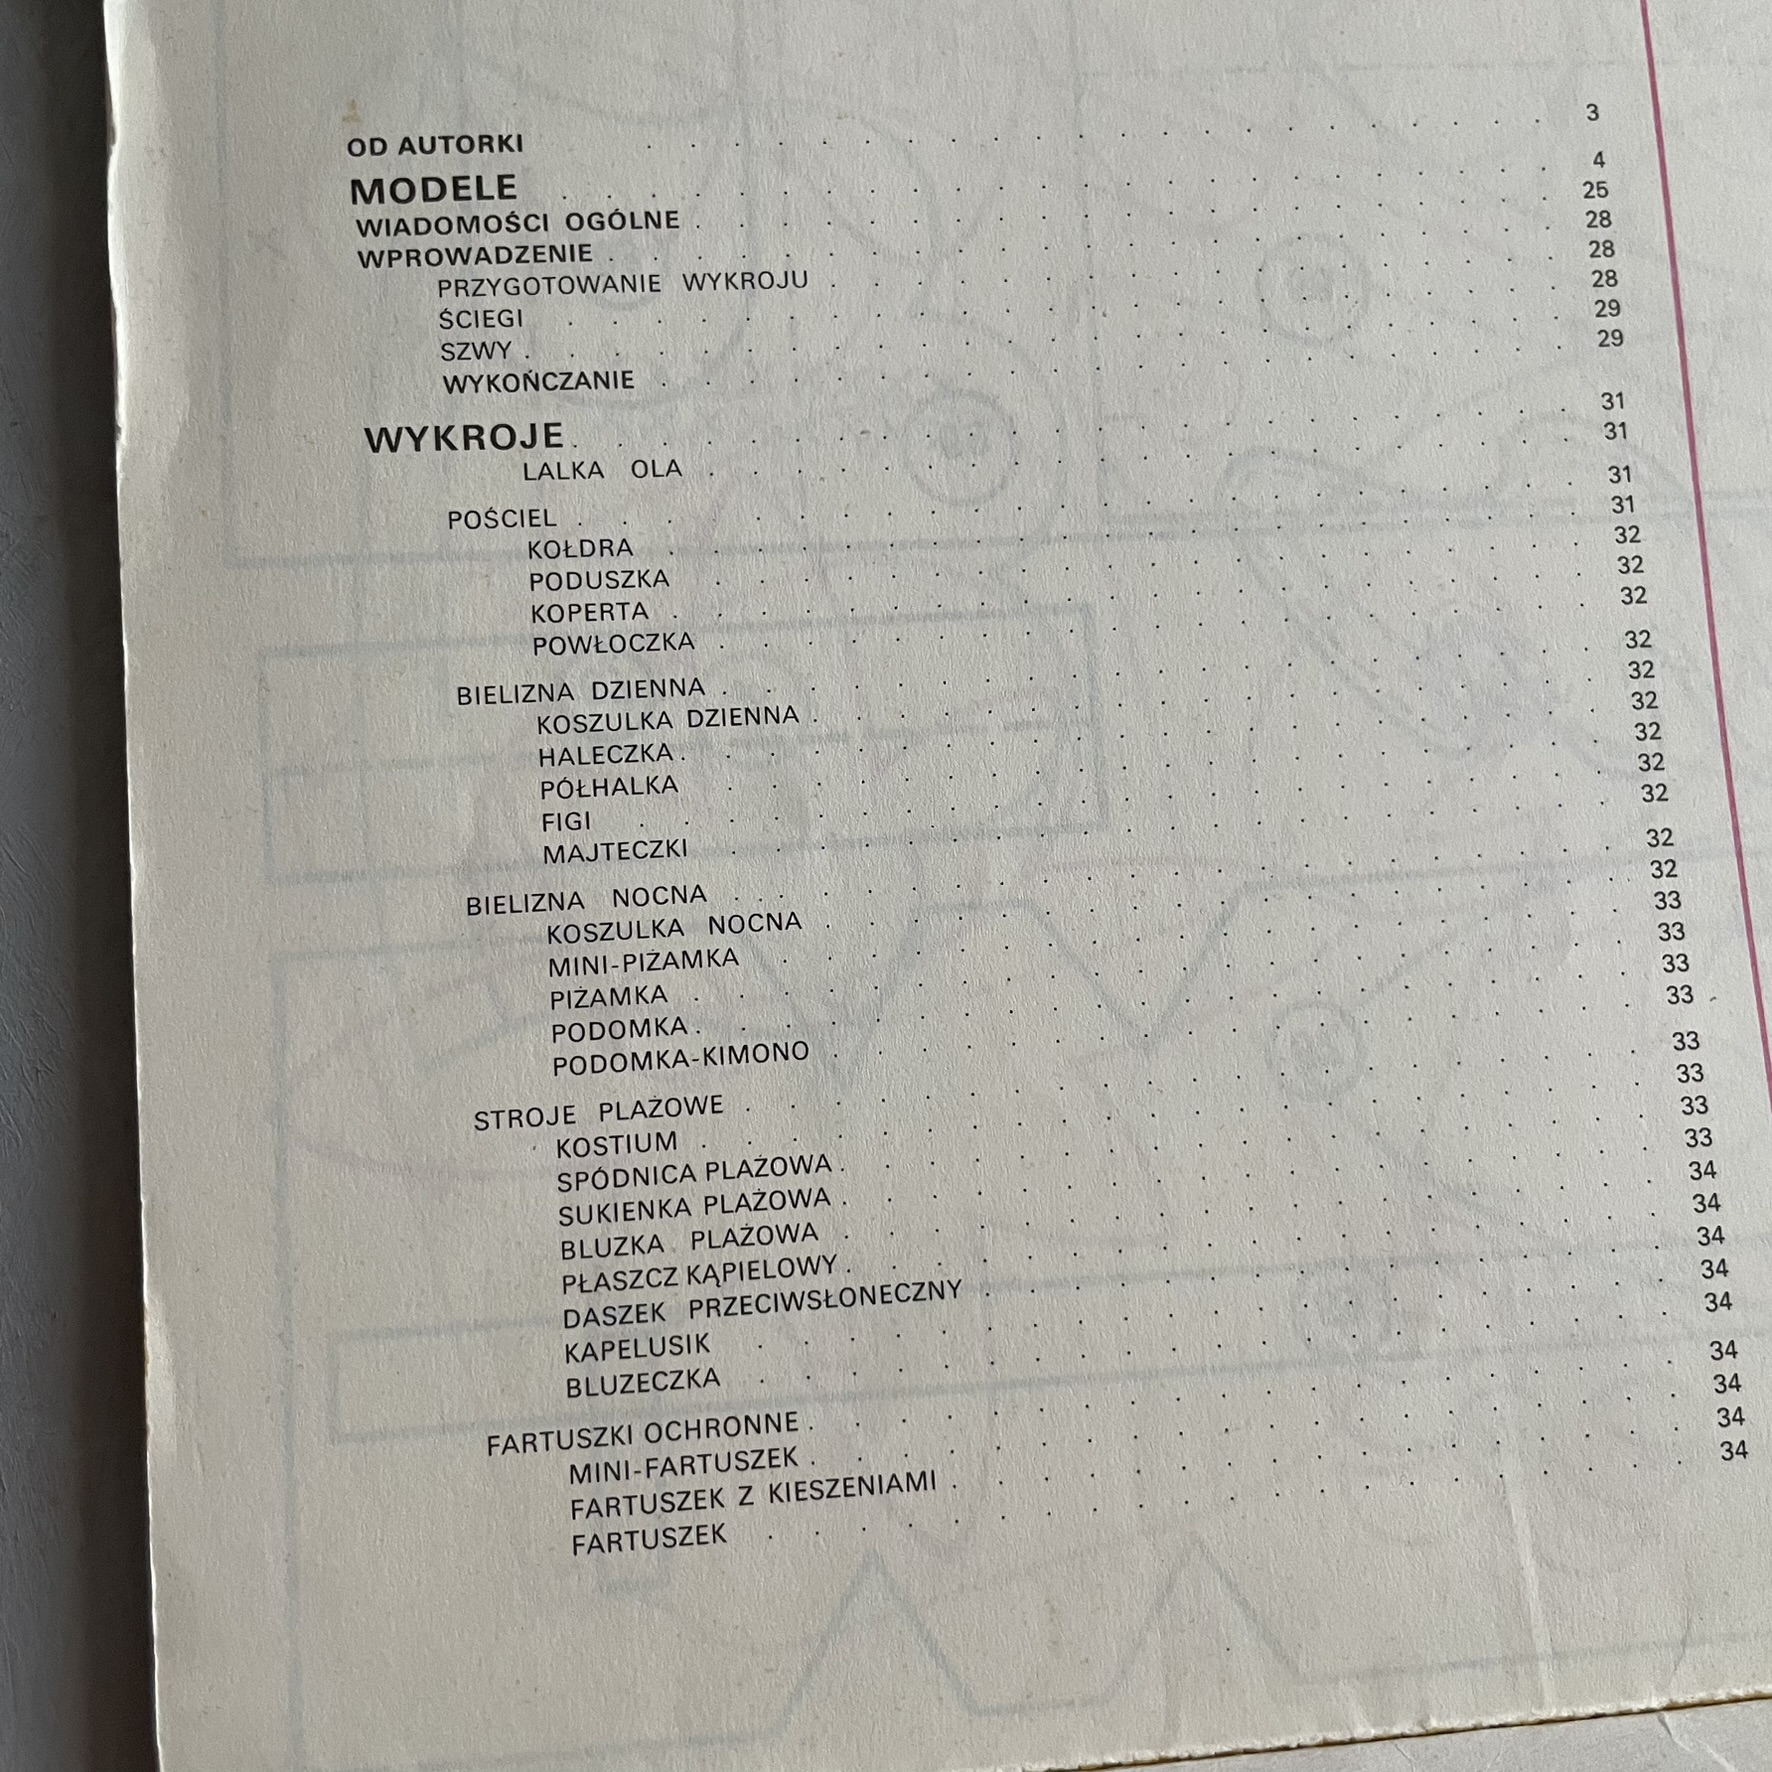 OD AUTORKI . . . 3
MODELE . . . 4
WIADOMOŚCI OGÓLNE . . . 25
WPROWADZENIE . . . 28
PRZYGOTOWANIE WYKROJU . . . 28
ŚCIEGI . . . 28
SZWY . . . 29
WYKOŃCZANIE . . . 29
WYKROJE . . . 31
LALKA OLA . . . 31
POŚCIEL . . . 31
KOŁDRA . . . 31
PODUSZKA . . . 32
KOPERTA . . . 32
POWŁOCZKA . . . 32
BIELIZNA DZIENNA . . . 32
KOSZULKA DZIENNA . . . 32
HALECZKA . . . 32
PÓŁHALKA . . . 32
FIGI . . . 32
MAJTECZKI . . . 32
BIELIZNA NOCNA . . . 32
KOSZULKA NOCNA . . . 32
MINI-PIŻAMKA . . . 33
PIŻAMKA . . . 33
PODOMKA . . . 33
PODOMKA-KIMONO . . . 33
STROJE PLAŻOWE . . . 33
KOSTIUM . . . 33
SPÓDNICA PLAŻOWA . . . 33
SUKIENKA PLAŻOWA . . . 33
BLUZKA PLAŻOWA . . . 34
PŁASZCZ KĄPIELOWY . . . 34
DASZEK PRZECIWSŁONECZNY . . . 34
KAPELUSIK . . . 34
BLUZECZKA . . . 34
FARTUSZKI OCHRONNE . . . 34
MINI-FARTUSZEK . . . 34
FARTUSZEK Z KIESZENIAMI . . . 34
FARTUSZEK . . . 34